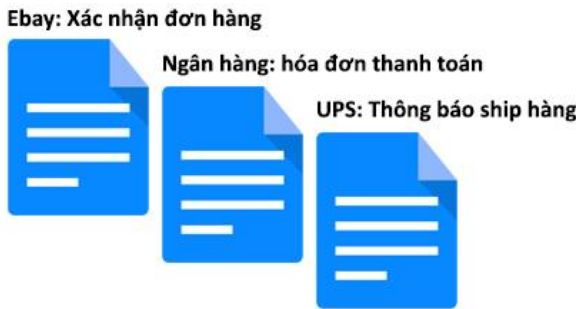 Ebay: Xác nhận đơn hàng
Ngân hàng: hóa đơn thanh toán
UPS: Thông báo ship hàng